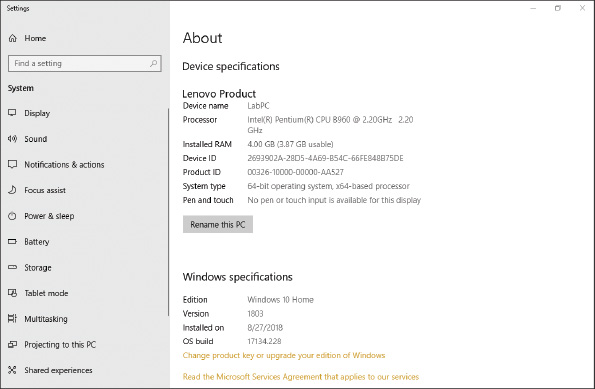 Settings
Home
Find a setting
System
Display
Sound
Notifications & actions
Focus assist
Power & sleep
Battery
Storage
Tablet mode
Multitasking
Projecting to this PC
Shared experiences
About
Device specifications
Lenovo Product
Device name LabPC
Processor Intel(R) Pentium(R) CPU B960 @ 2.20GHz 2.20
GHz
Installed RAM 4.00 GB (3.87 GB usable)
Device ID 2693902A-28D5-4A69-B54C-66FE848B75DE
Product ID 00326-10000-00000-AA527
System type 64-bit operating system, x64-based processor
Pen and touch No pen or touch input is available for this display
Rename this PC
Windows specifications
Edition Windows 10 Home
Version 1803
Installed on 8/27/2018
OS build 17134.228
Change product key or upgrade your edition of Windows
Read the Microsoft Services Agreement that applies to our services